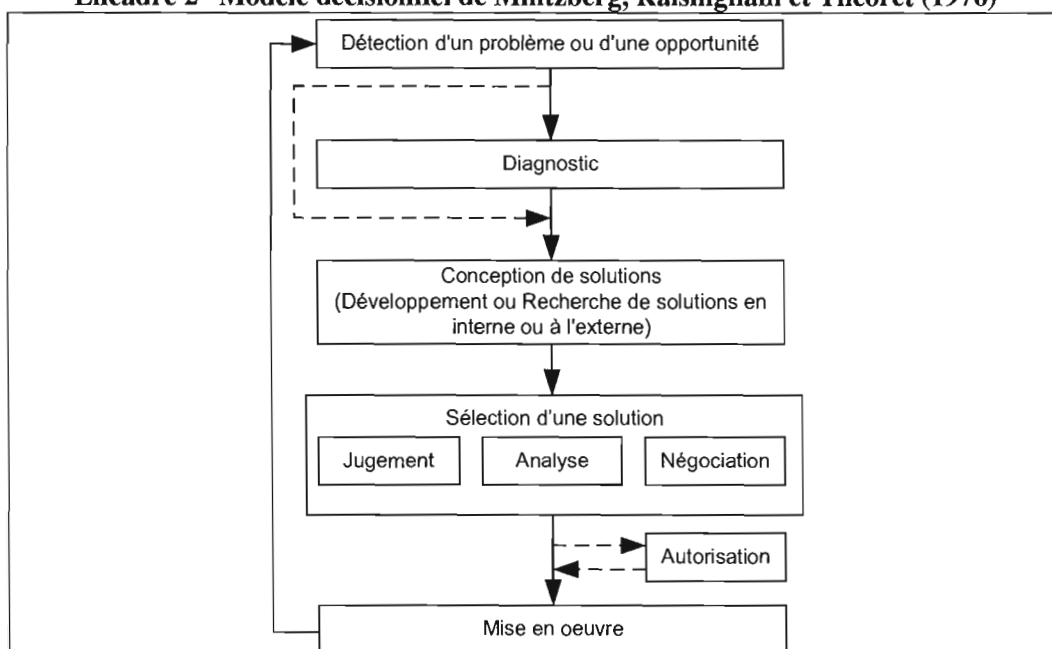 Encadré 2 Modèle décisionnel de Mintzberg, Raisinghani et Théorêt (1976)
Détection d'un problème ou d'une opportunité
Diagnostic
Conception de solutions
(Développement ou Recherche de solutions en
interne ou à l'externe)
Sélection d'une solution
Jugement
Analyse
Négociation
Autorisation
Mise en oeuvre